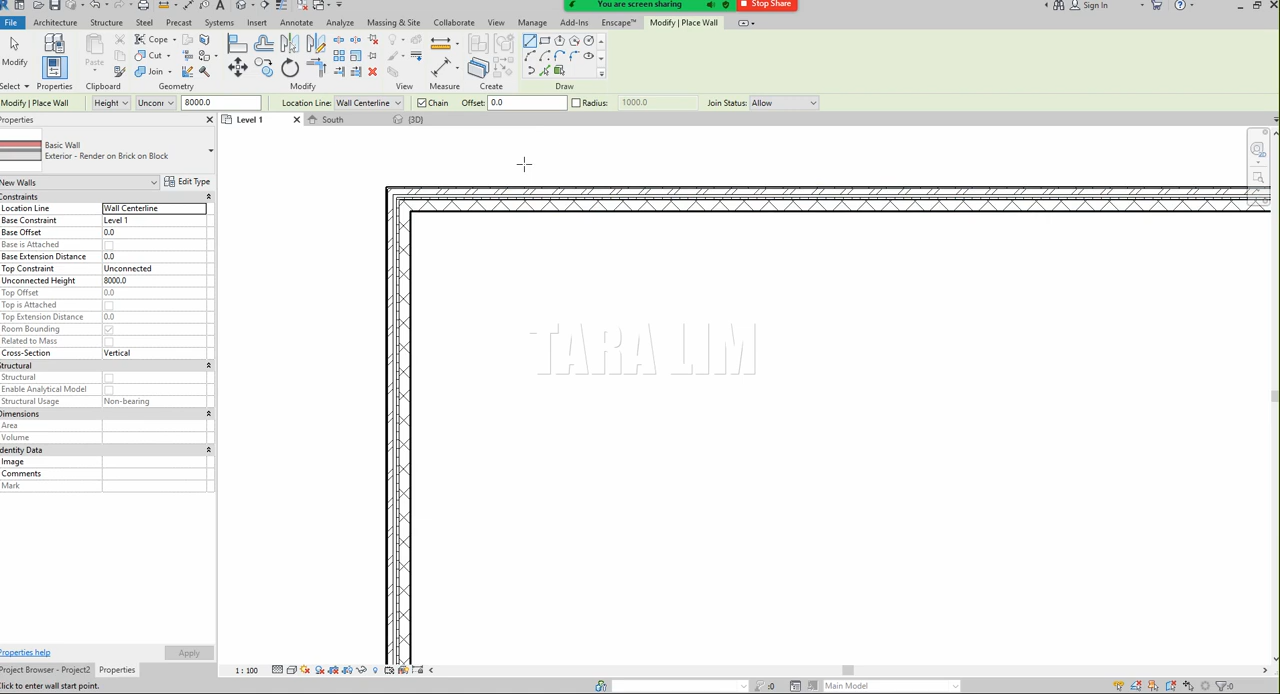 You are screen sharing Stop Share
Sign In
File Architecture Structure Steel Precast Systems Insert Annotate Analyze Massing & Site Collaborate View Manage Add-Ins Enscape™ Modify | Place Wall
Modify Paste Cope Cut Join
Select Properties Clipboard Geometry Modify View Measure Create Draw
Modify | Place Wall Height Uncon 8000.0 Location Line: Wall Centerline Chain Offset: 0.0 Radius: 1000.0 Join Status: Allow
Properties Level 1 South (3D)
Basic Wall
Exterior - Render on Brick on Block
New Walls Edit Type
Constraints
Location Line Wall Centerline
Base Constraint Level 1
Base Offset 0.0
Base is Attached
Base Extension Distance 0.0
Top Constraint Unconnected
Unconnected Height 8000.0
Top Offset 0.0
Top is Attached
Top Extension Distance 0.0
Room Bounding
Related to Mass
Cross-Section Vertical
Structural
Structural
Enable Analytical Model
Structural Usage Non-bearing
Dimensions
Area
Volume
Identity Data
Image
Comments
Mark
TARA LIM
Properties help Apply
Project Browser - Project2 Properties 1 : 100
Click to enter wall start point. :0 Main Model :0